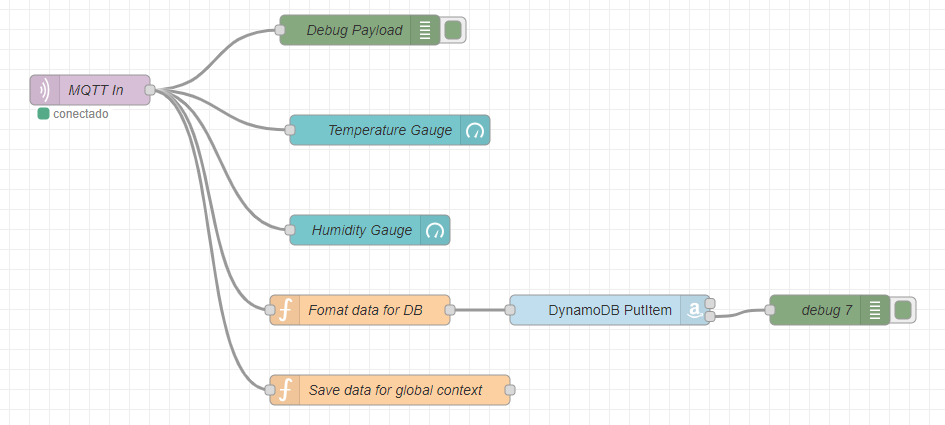 Debug Payload
MQTT In
conectado
Temperature Gauge
Humidity Gauge
Fomat data for DB
DynamoDB PutItem
debug 7
Save data for global context